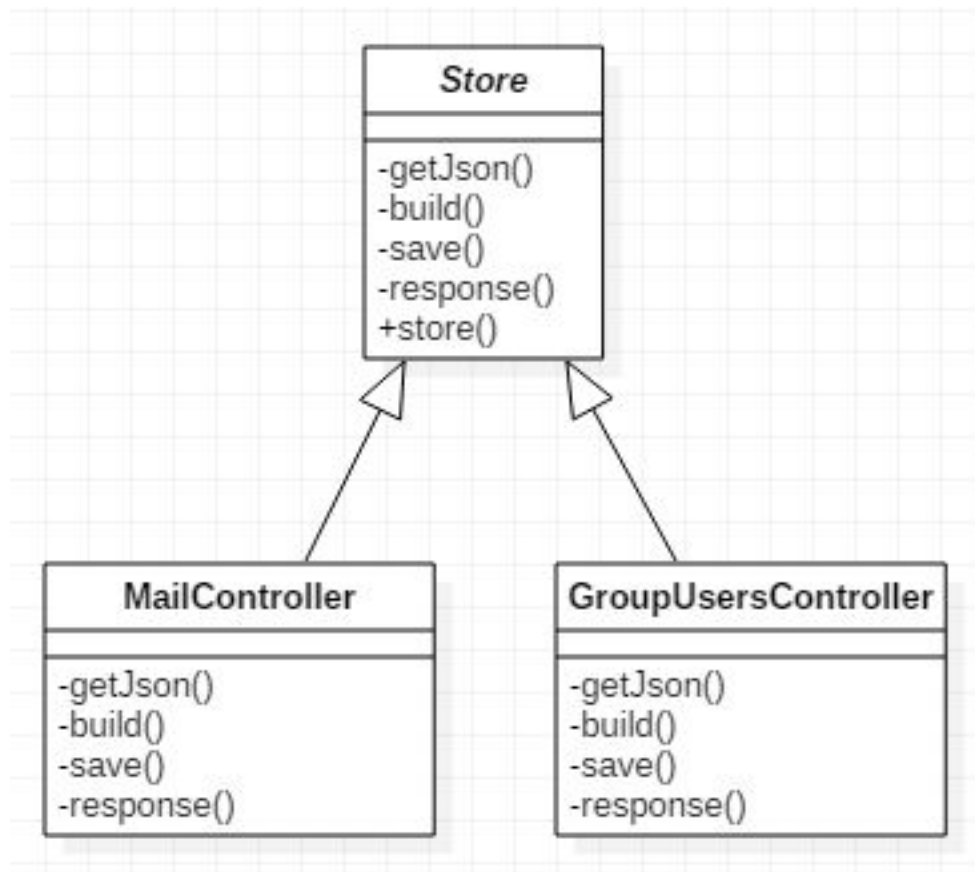 Store
-getJson()
-build()
-save()
-response()
+store()
MailController
-getJson()
-build()
-save()
-response()
GroupUsersController
-getJson()
-build()
-save()
-response()